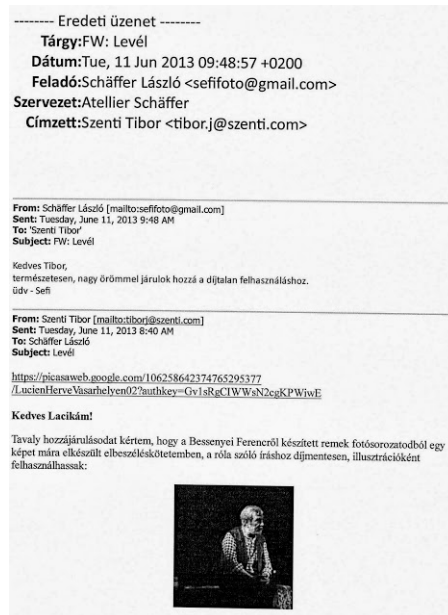 -------- Eredeti üzenet --------
Tárgy:FW: Levél
Dátum:Tue, 11 Jun 2013 09:48:57 +0200
Feladó:Schäffer László <sefifoto@gmail.com>
Szervezet:Atellier Schäffer
Címzett:Szenti Tibor <tibor.j@szenti.com>
From: Schäffer László [mailto:sefifoto@gmail.com]
Sent: Tuesday, June 11, 2013 9:48 AM
To: 'Szenti Tibor'
Subject: FW: Levél
Kedves Tibor,
természetesen, nagy örömmel járulok hozzá a díjtalan felhasználáshoz.
üdv - Sefi
From: Szenti Tibor [mailto:tiborj@szenti.com]
Sent: Tuesday, June 11, 2013 8:40 AM
To: Schäffer László
Subject: Levél
https://picasaweb.google.com/106258642374765295377
/LucienHerveVasarhelyen02?authkey=Gv1sRgCIWWsN2cgKPWiwE
Kedves Lacikám!
Tavaly hozzájárulásodat kértem, hogy a Bessenyei Ferencről készített remek fotósorozatodból egy
képet mára elkészült elbeszéléskötetemben, a róla szóló íráshoz díjmentesen, illusztrációként
felhasználhassak: